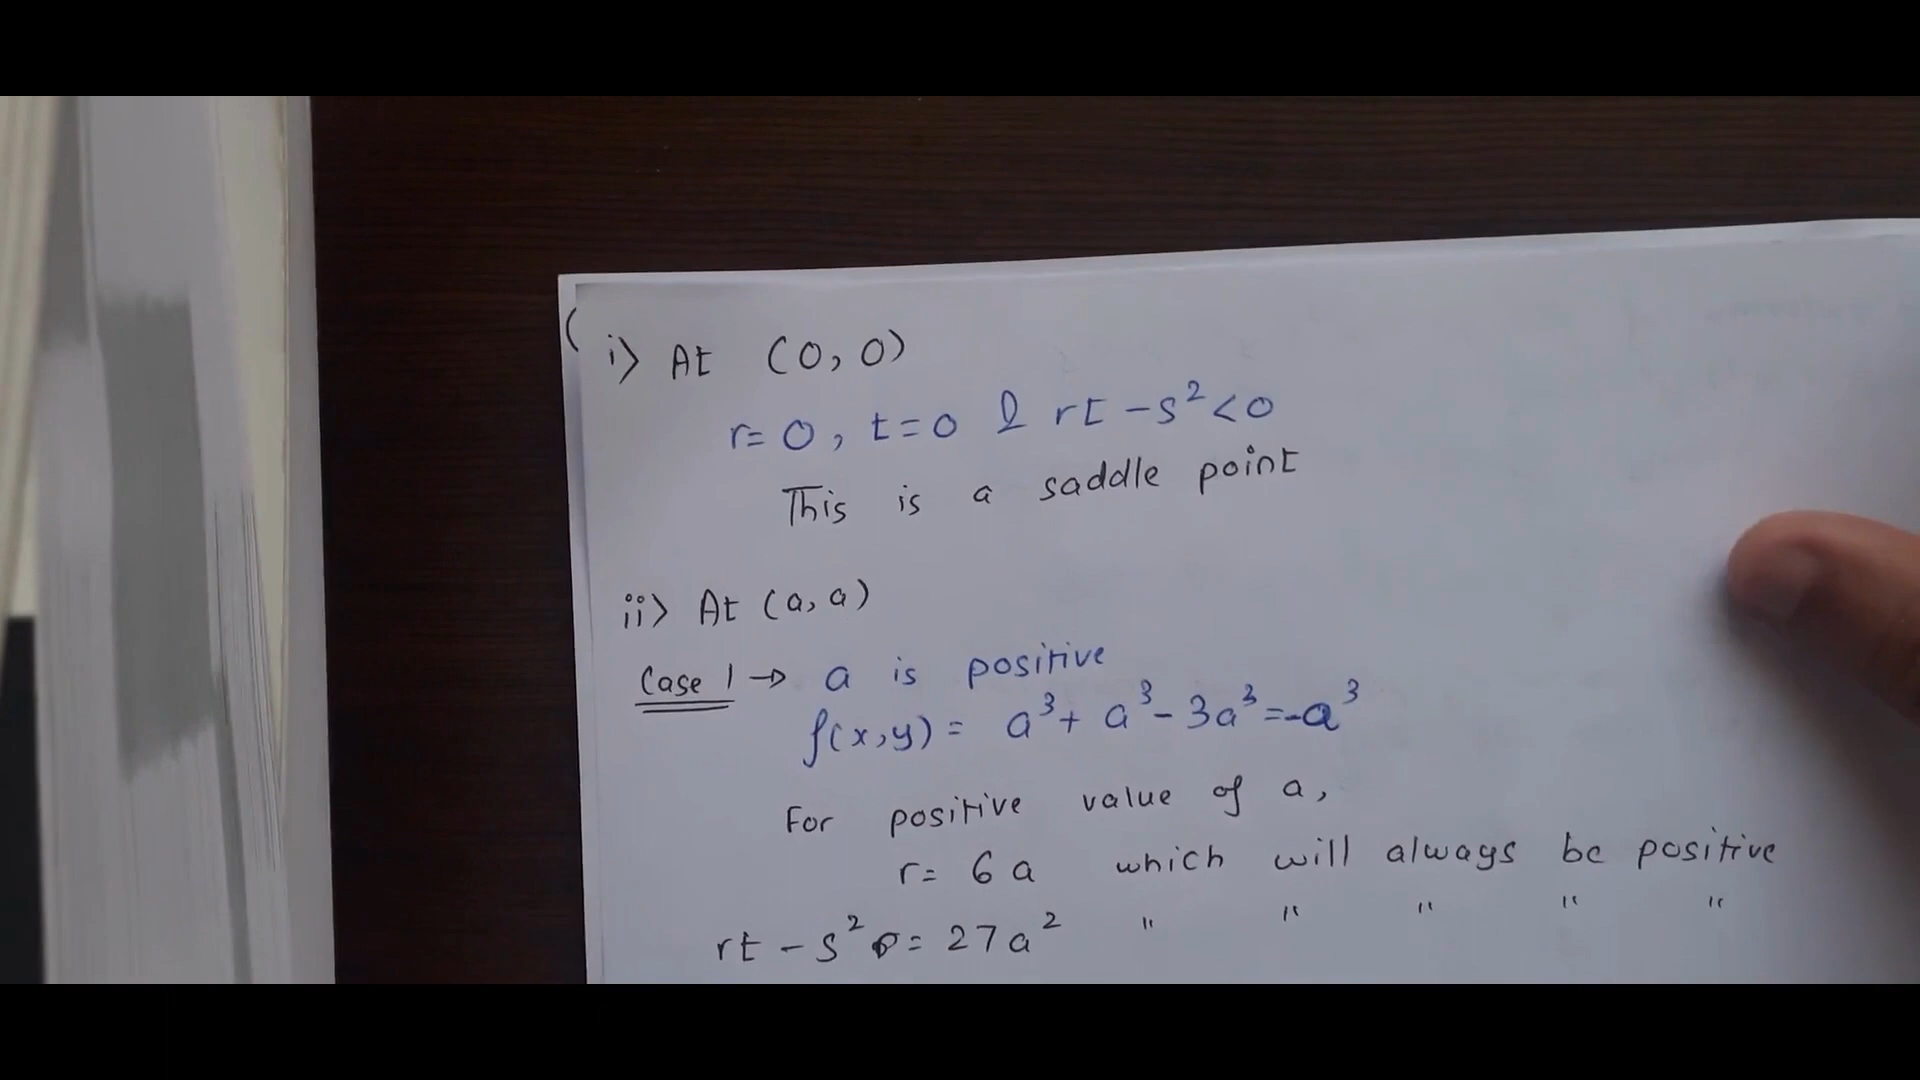 (
i) At (0,0)
r=0, t=0 & rt-s²<0
This is a saddle point
ii) At (a,a)
Case 1 → a is positive
f(x,y) = a³+ a³- 3a³=-a³
For positive value of a,
r= 6a which will always be positive
rt - s² = 27a² " " " " "